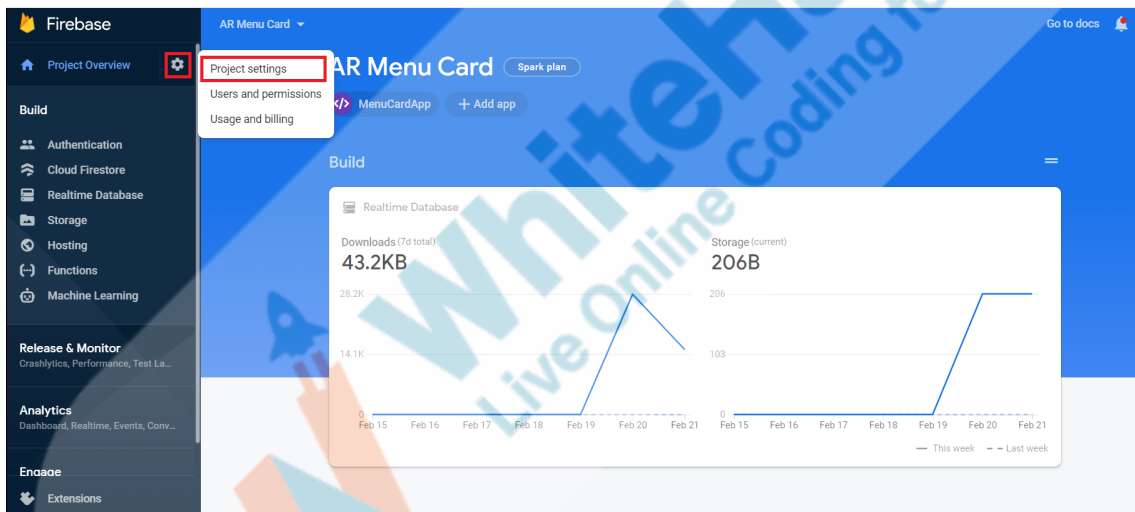 Firebase
AR Menu Card
Go to docs
Project Overview
Project settings
Users and permissions
Usage and billing
AR Menu Card
Spark plan
MenuCardApp
+ Add app
Build
Authentication
Cloud Firestore
Realtime Database
Storage
Hosting
Functions
Machine Learning
Release & Monitor
Crashlytics, Performance, Test La...
Analytics
Dashboard, Realtime, Events, Conv...
Engage
Extensions
Build
Realtime Database
Downloads (7d total)
43.2KB
28.2K
14.1K
0
Feb 15 Feb 16 Feb 17 Feb 18 Feb 19 Feb 20 Feb 21
Storage (current)
206B
206
103
0
Feb 15 Feb 16 Feb 17 Feb 18 Feb 19 Feb 20 Feb 21
This week Last week
Live Online Coding